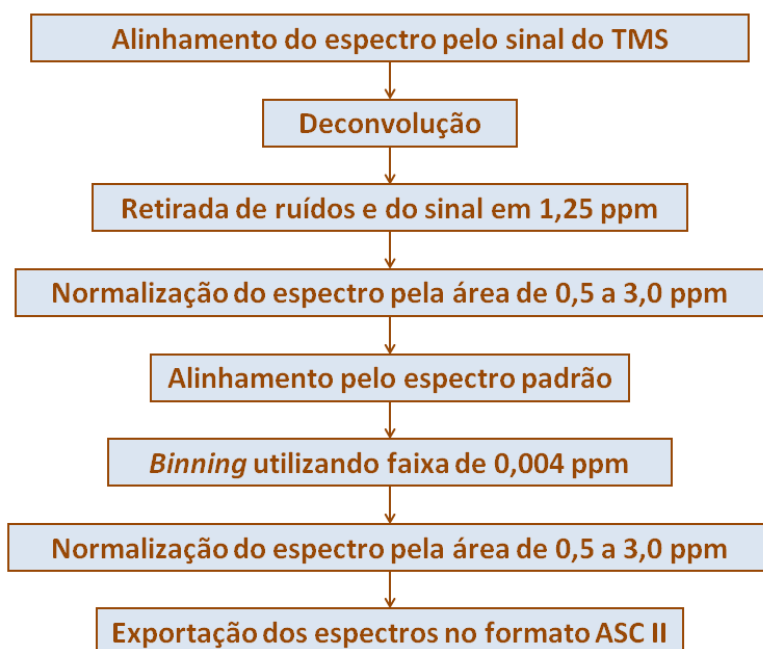 Alinhamento do espectro pelo sinal do TMS
Deconvolução
Retirada de ruídos e do sinal em 1,25 ppm
Normalização do espectro pela área de 0,5 a 3,0 ppm
Alinhamento pelo espectro padrão
Binning utilizando faixa de 0,004 ppm
Normalização do espectro pela área de 0,5 a 3,0 ppm
Exportação dos espectros no formato ASC II